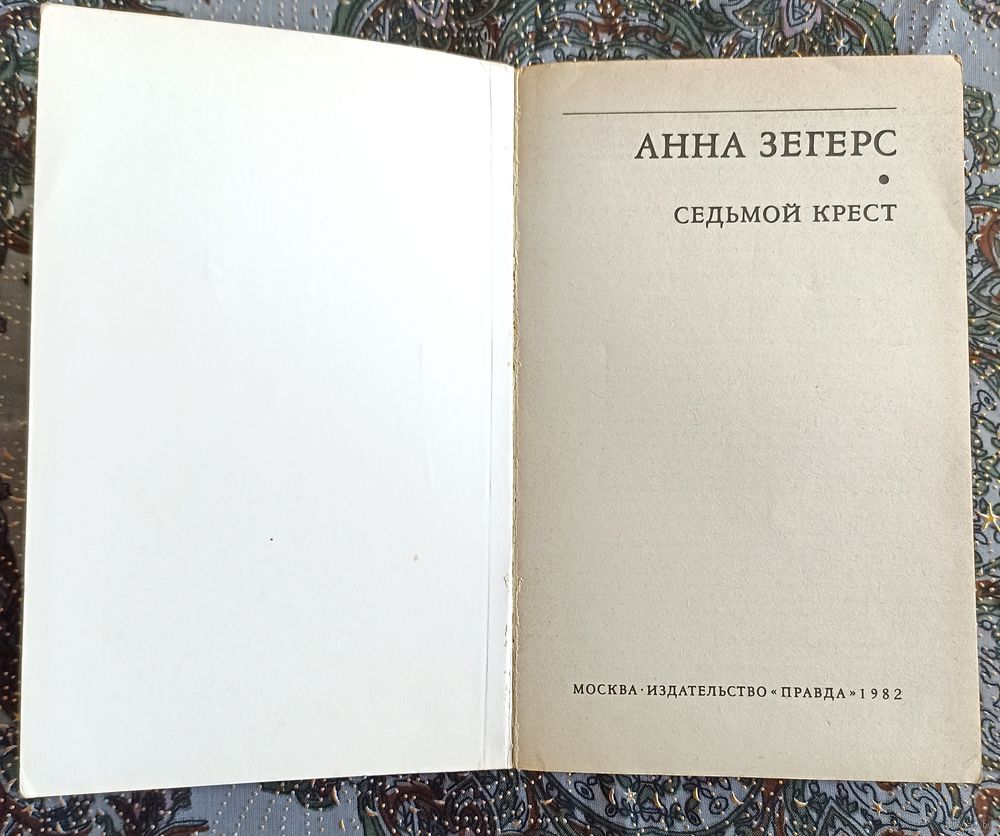 АННА ЗЕГЕРС
•
СЕДЬМОЙ КРЕСТ
МОСКВА · ИЗДАТЕЛЬСТВО «ПРАВДА» 1982